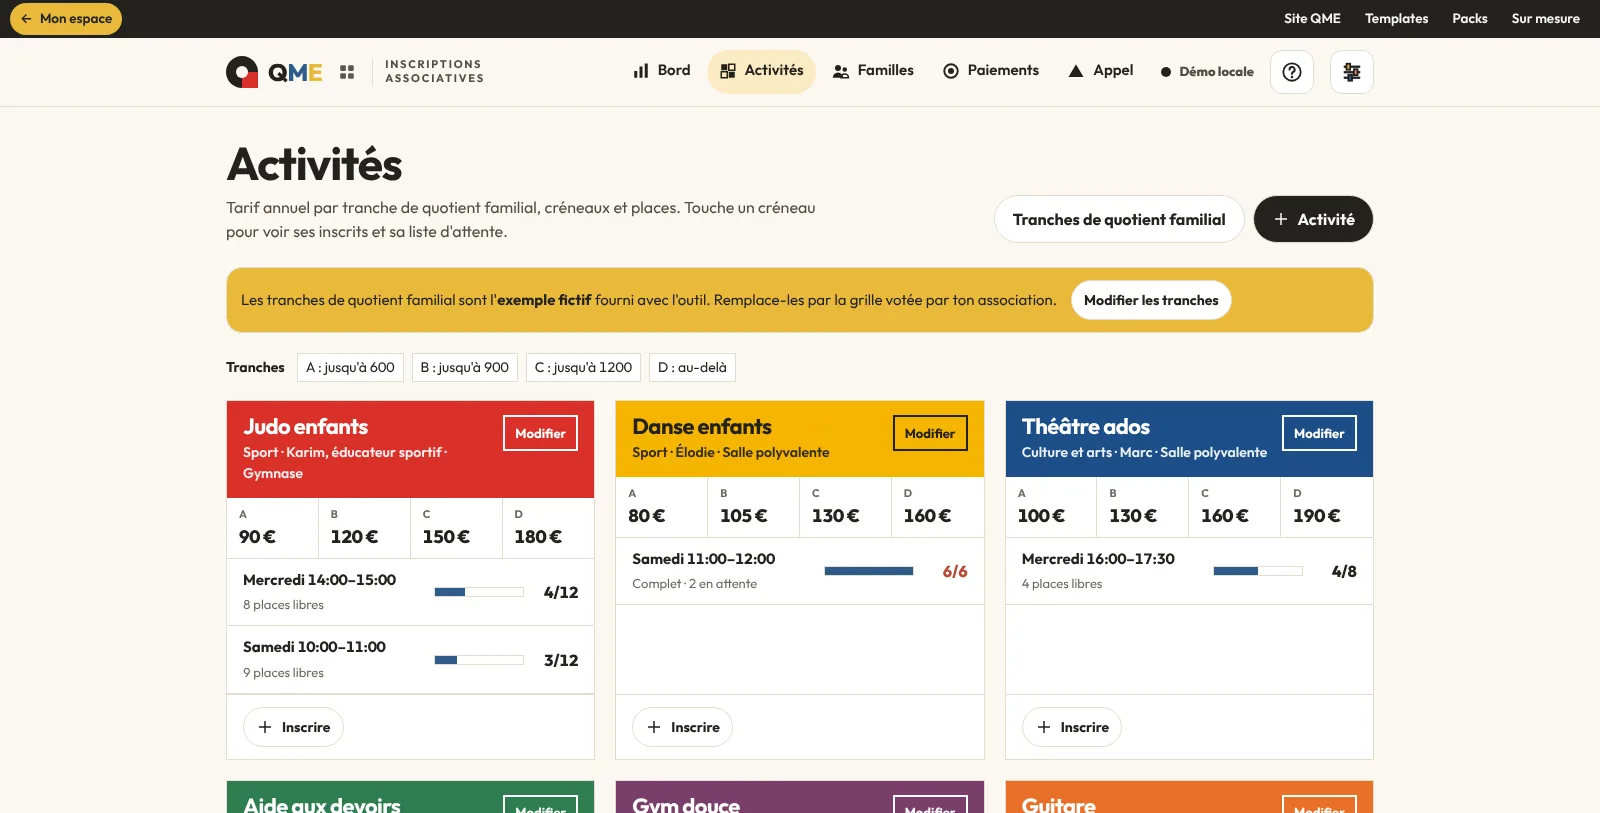 ← Mon espace
Site QME
Templates
Packs
Sur mesure
QME
INSCRIPTIONS
ASSOCIATIVES
Bord
Activités
Familles
Paiements
Appel
Démo locale
Activités
Tarif annuel par tranche de quotient familial, créneaux et places. Touche un créneau
pour voir ses inscrits et sa liste d'attente.
Tranches de quotient familial
+ Activité
Les tranches de quotient familial sont l'exemple fictif fourni avec l'outil. Remplace-les par la grille votée par ton association.
Modifier les tranches
Tranches
A : jusqu'à 600
B : jusqu'à 900
C : jusqu'à 1200
D : au-delà
Judo enfants
Modifier
Sport · Karim, éducateur sportif ·
Gymnase
A
B
C
D
90 €
120 €
150 €
180 €
Mercredi 14:00–15:00
8 places libres
4/12
Samedi 10:00–11:00
9 places libres
3/12
+ Inscrire
Danse enfants
Modifier
Sport · Élodie · Salle polyvalente
A
B
C
D
80 €
105 €
130 €
160 €
Samedi 11:00–12:00
Complet · 2 en attente
6/6
+ Inscrire
Théâtre ados
Modifier
Culture et arts · Marc · Salle polyvalente
A
B
C
D
100 €
130 €
160 €
190 €
Mercredi 16:00–17:30
4 places libres
4/8
+ Inscrire
Aide aux devoirs
Modifier
Gym douce
Modifier
Guitare
Modifier